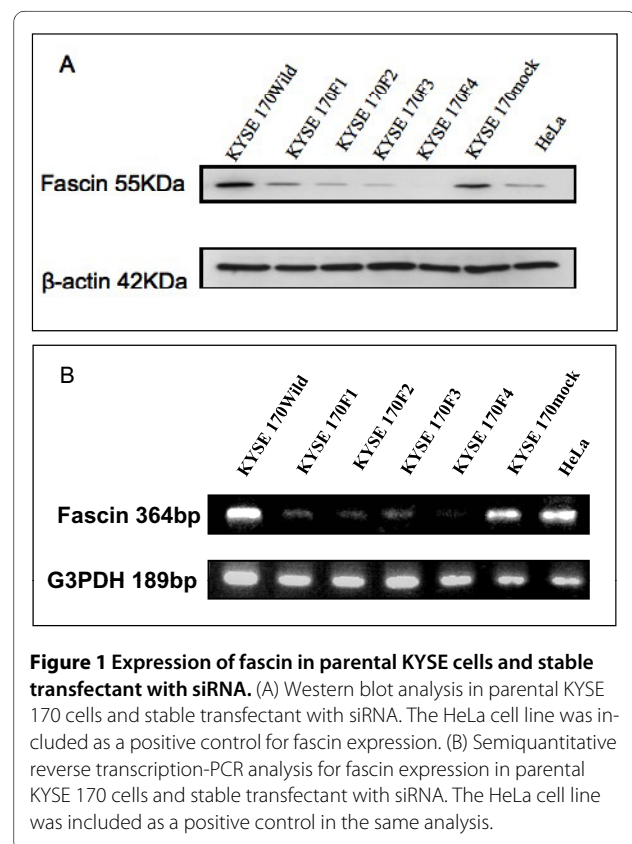 A
KYSE 170Wild
KYSE 170F1
KYSE 170F2
KYSE 170F3
KYSE 170F4
KYSE 170mock
HeLa
Fascin 55KDa
β-actin 42KDa
B
KYSE 170Wild
KYSE 170F1
KYSE 170F2
KYSE 170F3
KYSE 170F4
KYSE 170mock
HeLa
Fascin 364bp
G3PDH 189bp
Figure 1 Expression of fascin in parental KYSE cells and stable
transfectant with siRNA. (A) Western blot analysis in parental KYSE
170 cells and stable transfectant with siRNA. The HeLa cell line was in-
cluded as a positive control for fascin expression. (B) Semiquantitative
reverse transcription-PCR analysis for fascin expression in parental
KYSE 170 cells and stable transfectant with siRNA. The HeLa cell line
was included as a positive control in the same analysis.